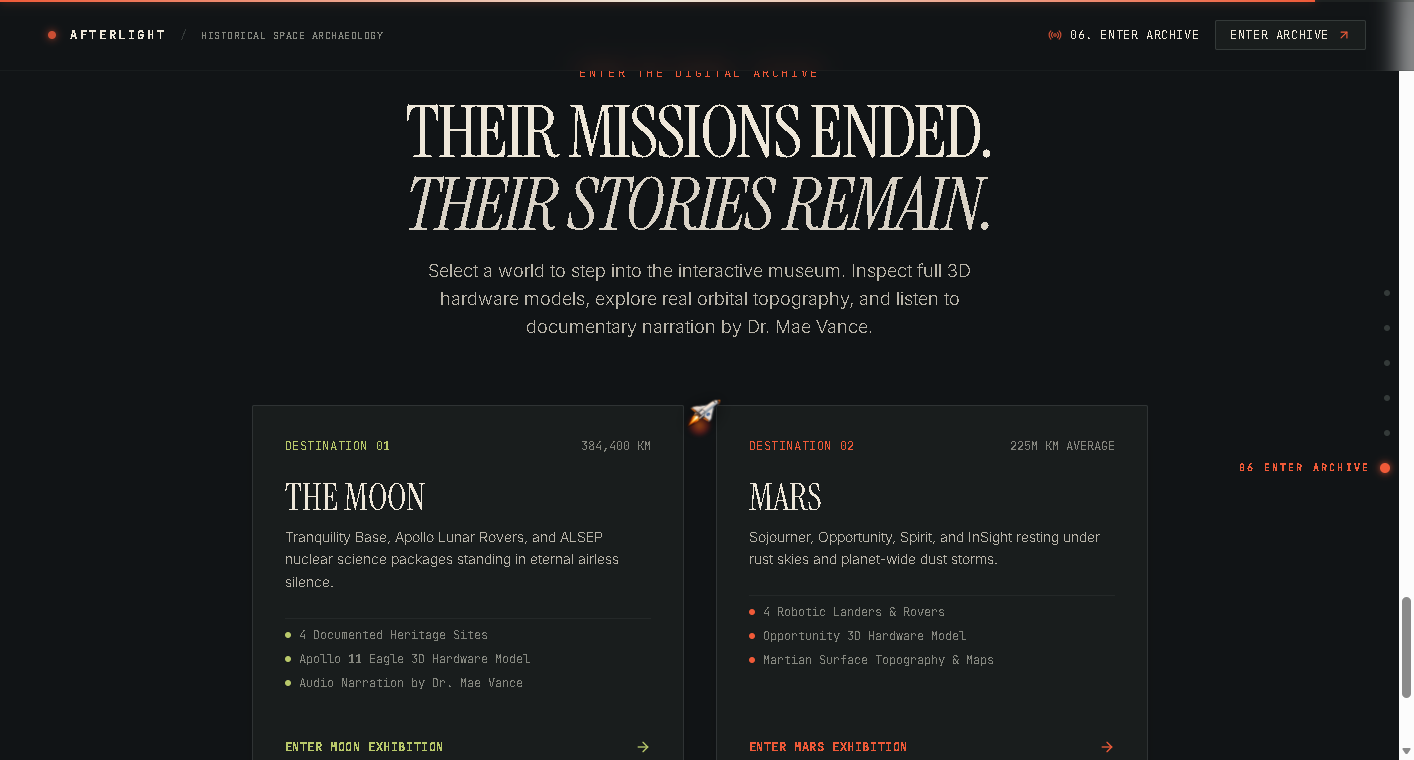 AFTERLIGHT / HISTORICAL SPACE ARCHAEOLOGY
06. ENTER ARCHIVE
ENTER ARCHIVE
ENTER THE DIGITAL ARCHIVE
THEIR MISSIONS ENDED.
THEIR STORIES REMAIN.
Select a world to step into the interactive museum. Inspect full 3D
hardware models, explore real orbital topography, and listen to
documentary narration by Dr. Mae Vance.
06 ENTER ARCHIVE
DESTINATION 01
384,400 KM
THE MOON
Tranquility Base, Apollo Lunar Rovers, and ALSEP
nuclear science packages standing in eternal airless
silence.
4 Documented Heritage Sites
Apollo 11 Eagle 3D Hardware Model
Audio Narration by Dr. Mae Vance
ENTER MOON EXHIBITION
DESTINATION 02
225M KM AVERAGE
MARS
Sojourner, Opportunity, Spirit, and InSight resting under
rust skies and planet-wide dust storms.
4 Robotic Landers & Rovers
Opportunity 3D Hardware Model
Martian Surface Topography & Maps
ENTER MARS EXHIBITION